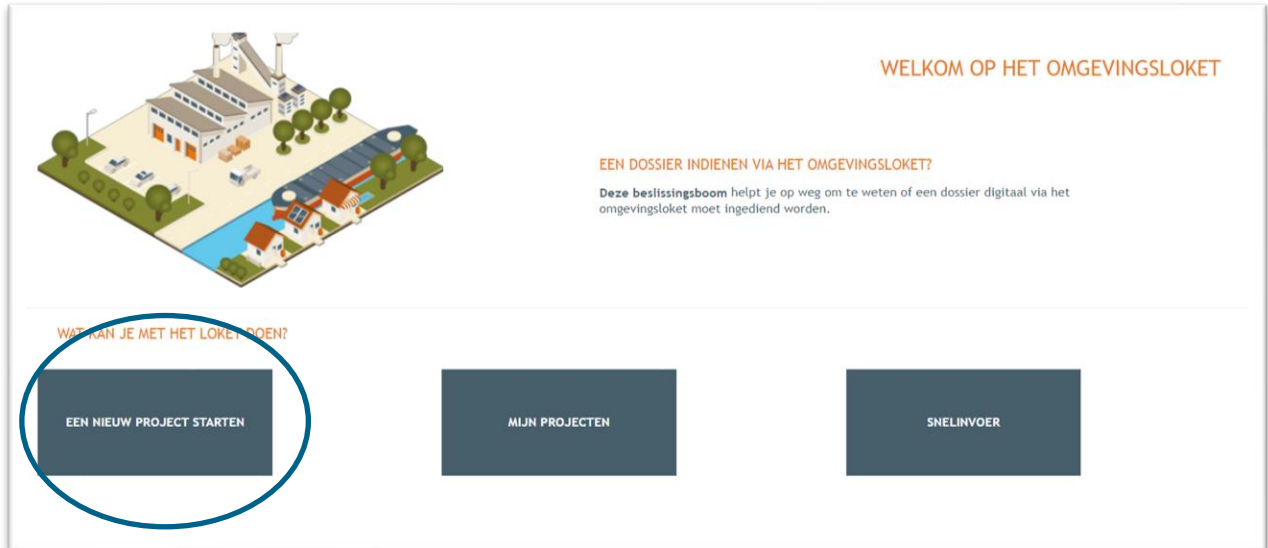 WELKOM OP HET OMGEVINGSLOKET
EEN DOSSIER INDIENEN VIA HET OMGEVINGSLOKET?
Deze beslissingsboom helpt je op weg om te weten of een dossier digitaal via het
omgevingsloket moet ingediend worden.
WAT KAN JE MET HET LOKET DOEN?
EEN NIEUW PROJECT STARTEN
MIJN PROJECTEN
SNELINVOER